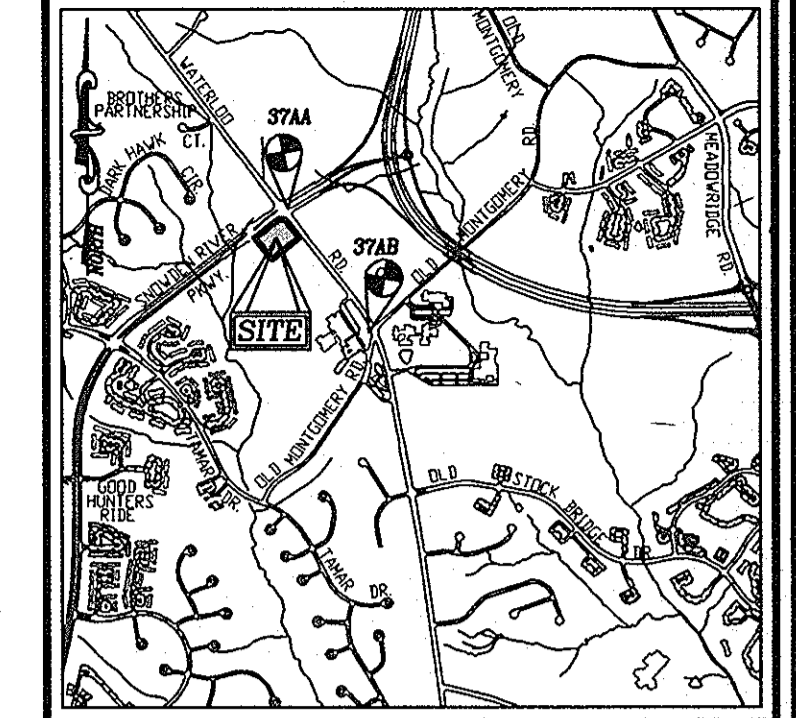 OLD
MONTGOMERY
RD.
WATERLOO
RD.
BROTHERS
PARTNERSHIP
CT.
37AA
DARK HAWK
CIR.
MEADOWRIDGE
RD.
NORTH
SNOWDEN RIVER
PKWY.
37AB
OLD MONTGOMERY
SITE
OLD MONTGOMERY RD.
TAMAR
DR.
GOOD
HUNTERS
RIDE
OLD STOCK BRIDGE DR
TAMAR
DR.